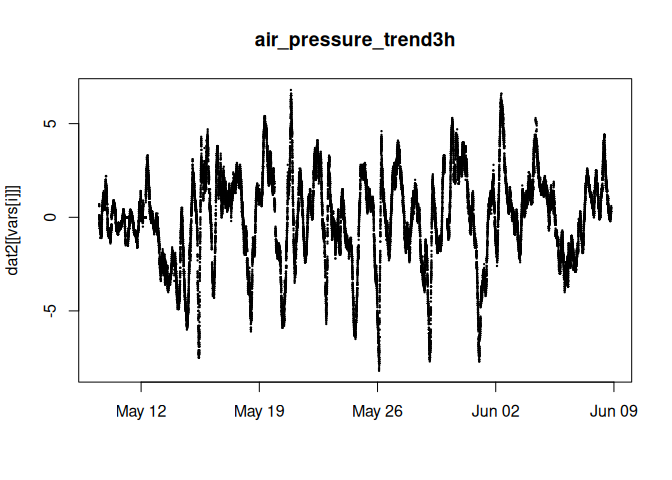 air_pressure_trend3h
dat2[[vars[i]]]
5
0
-5
May 12
May 19
May 26
Jun 02
Jun 09